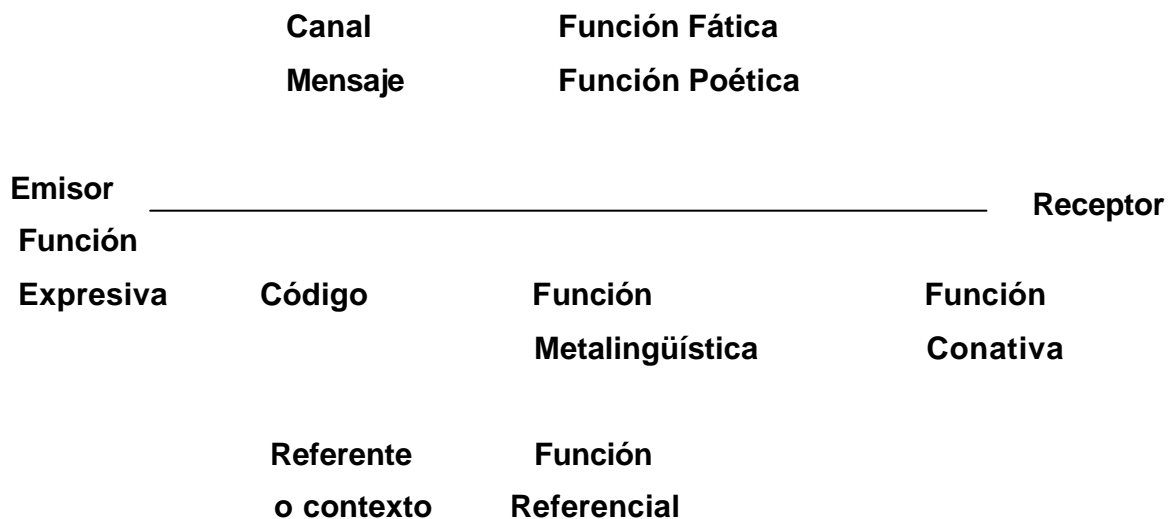 Canal Función Fática
Mensaje Función Poética
Emisor Receptor
Función
Expresiva Código Función Función
Metalingüística Conativa
Referente Función
o contexto Referencial